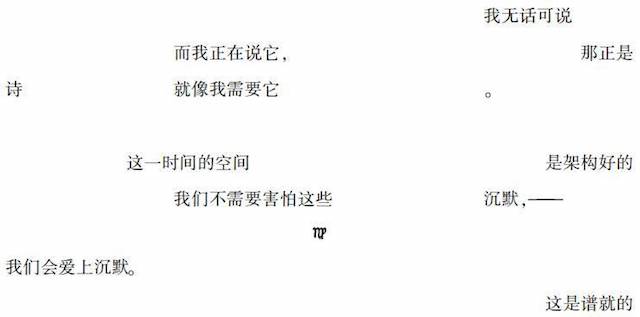 我无话可说
而我正在说它， 那正是
诗 就像我需要它 。
这一时间的空间 是架构好的
我们不需要害怕这些 沉默，——
我们会爱上沉默。
这是谱就的